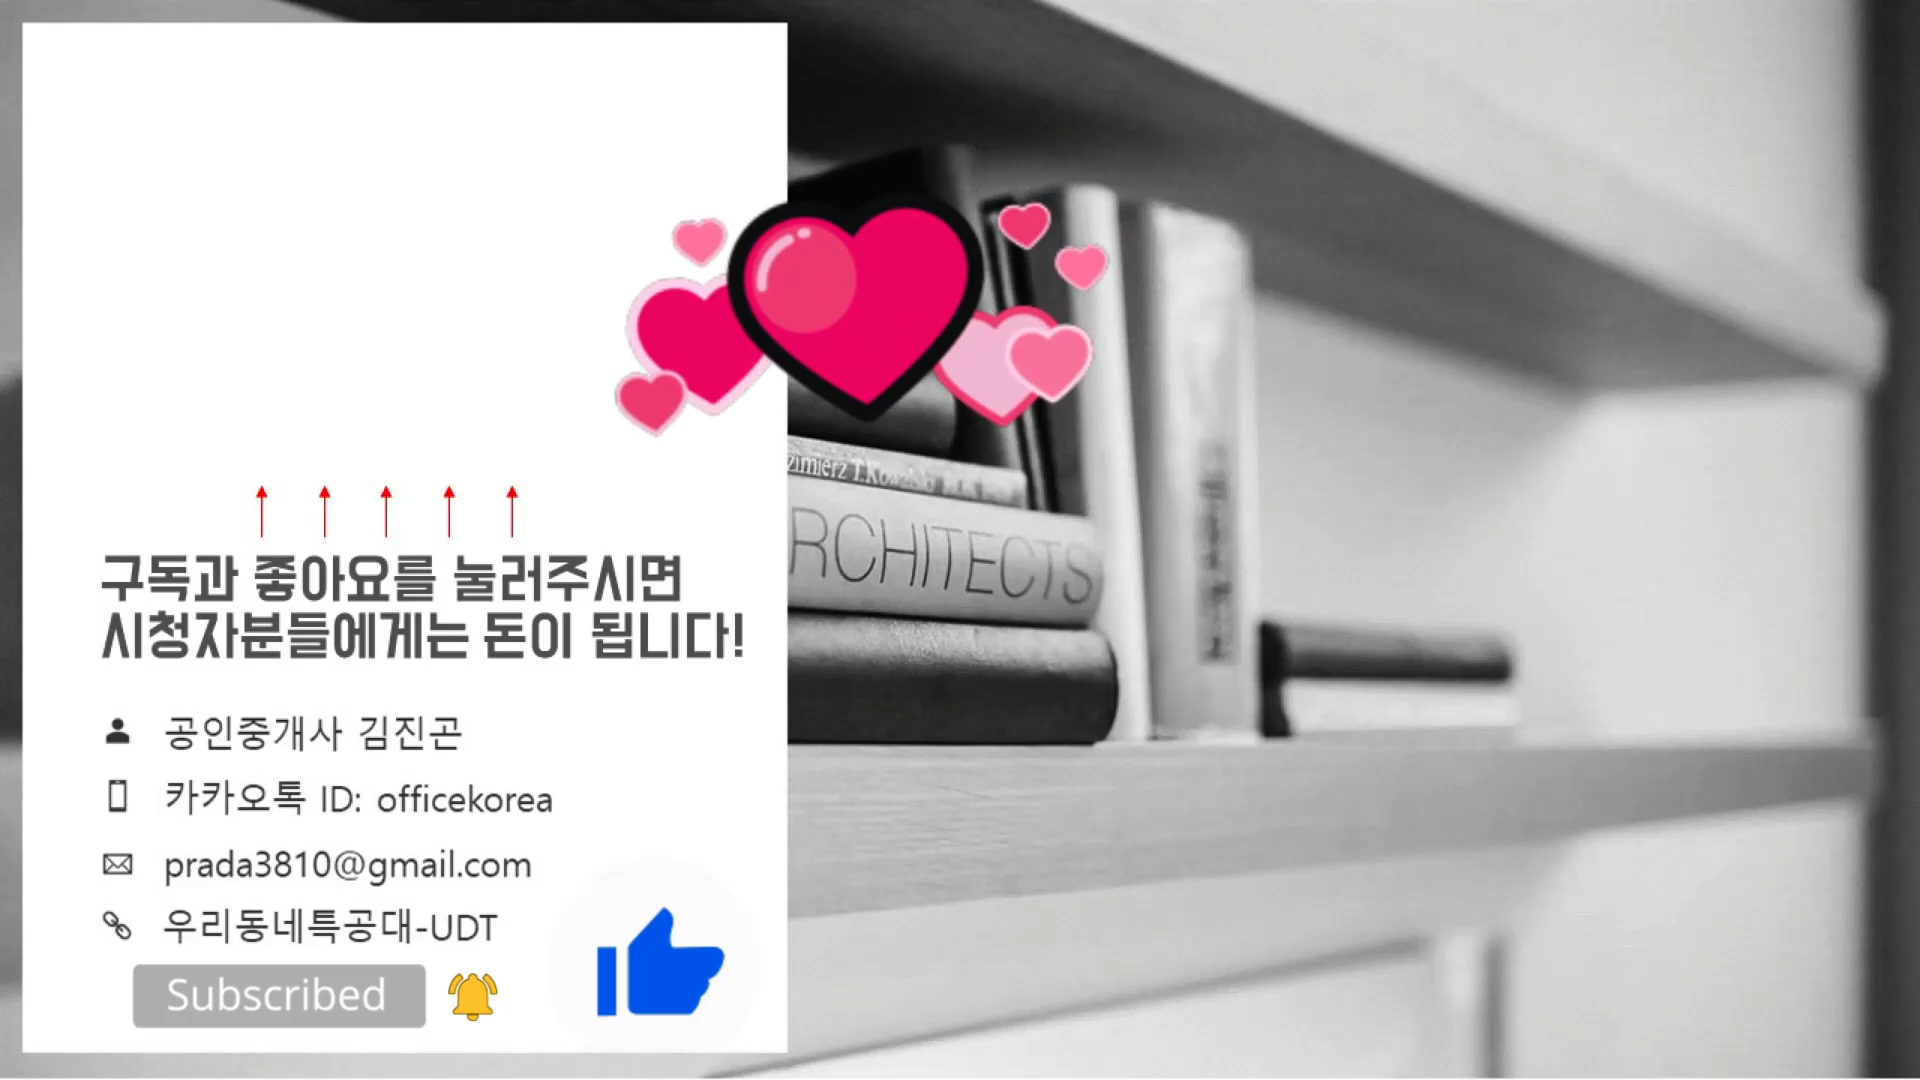 구독과 좋아요를 눌러주시면
시청자분들에게는 돈이 됩니다!
공인중개사 김진곤
카카오톡 ID: officekorea
prada3810@gmail.com
우리동네특공대-UDT
Subscribed
zimierz T.Kowalski
RCHITECTS